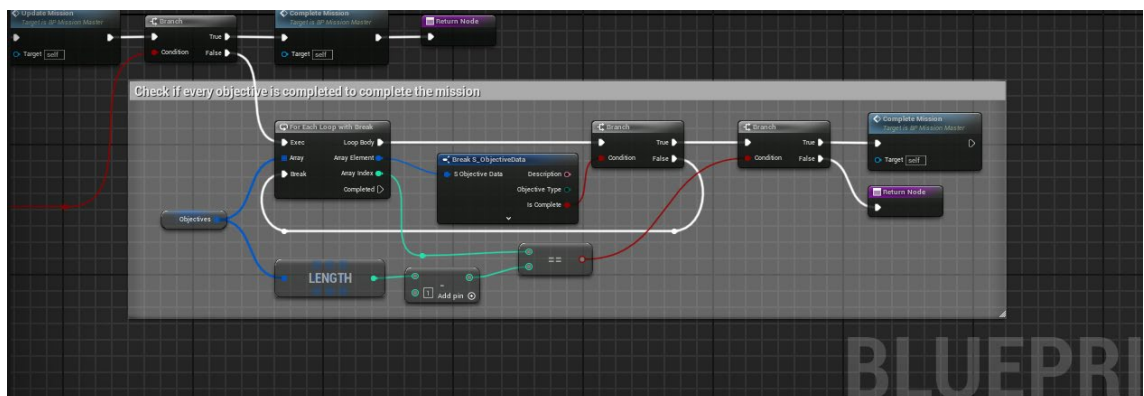 Update Mission
Target is BP Mission Master
Target self
Branch
True
Condition False
Complete Mission
Target is BP Mission Master
Target self
Return Node
Check if every objective is completed to complete the mission
For Each Loop with Break
Exec Loop Body
Array Array Element
Break Array Index
Completed
Break S_ObjectiveData
S Objective Data Description
Objective Type
Is Complete
Branch
True
Condition False
Branch
True
Condition False
Complete Mission
Target is BP Mission Master
Target self
Return Node
Objectives
LENGTH
-
1 Add pin
==
BLUEPRI